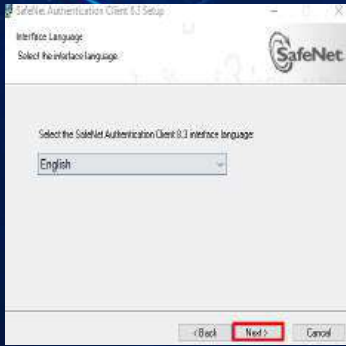 SafeNet Authentication Client 8.3 Setup
Interface Language
Select the interface language
SafeNet
Select the SafeNet Authentication Client 8.3 interface language:
English
< Back
Next >
Cancel